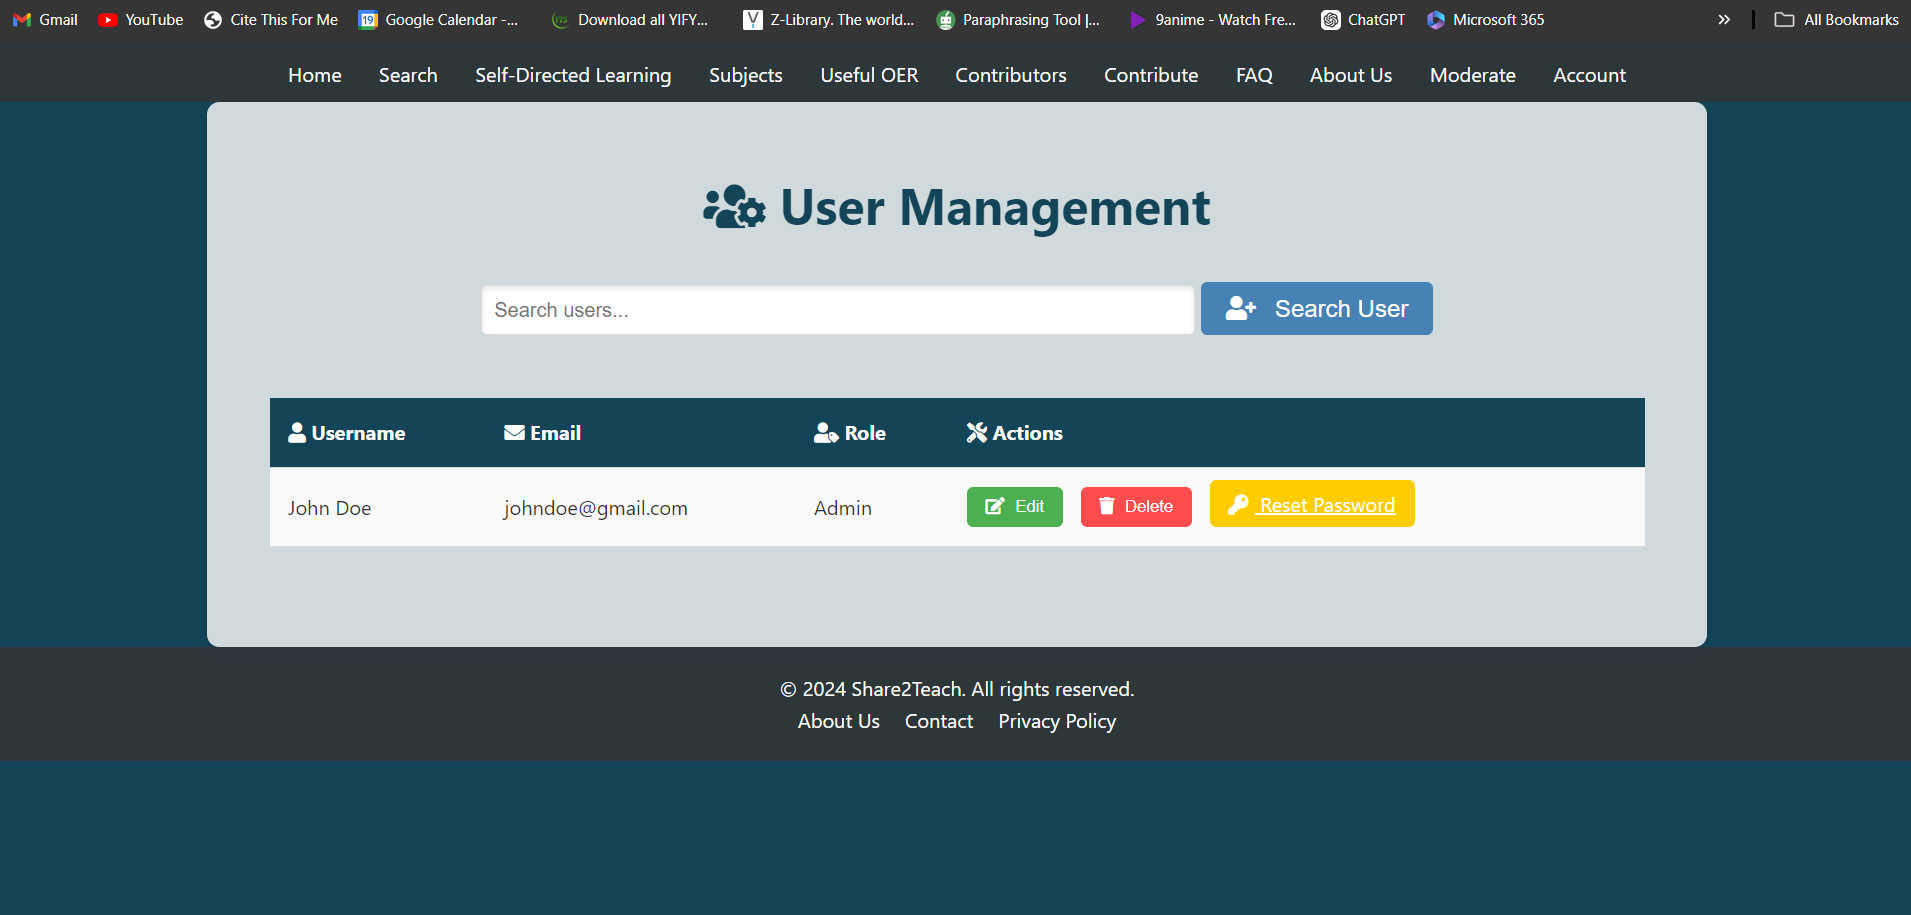 Gmail YouTube Cite This For Me Google Calendar -... Download all YIFY... Z-Library. The world... Paraphrasing Tool |... 9anime - Watch Fre... ChatGPT Microsoft 365 » All Bookmarks
Home Search Self-Directed Learning Subjects Useful OER Contributors Contribute FAQ About Us Moderate Account
User Management
Search users... Search User
Username Email Role Actions
John Doe johndoe@gmail.com Admin Edit Delete Reset Password
© 2024 Share2Teach. All rights reserved.
About Us Contact Privacy Policy